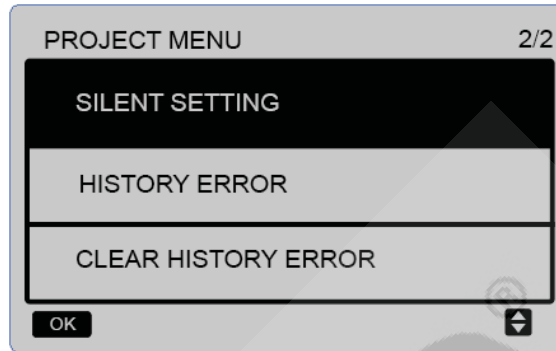 PROJECT MENU 2/2
SILENT SETTING
HISTORY ERROR
CLEAR HISTORY ERROR
OK
®